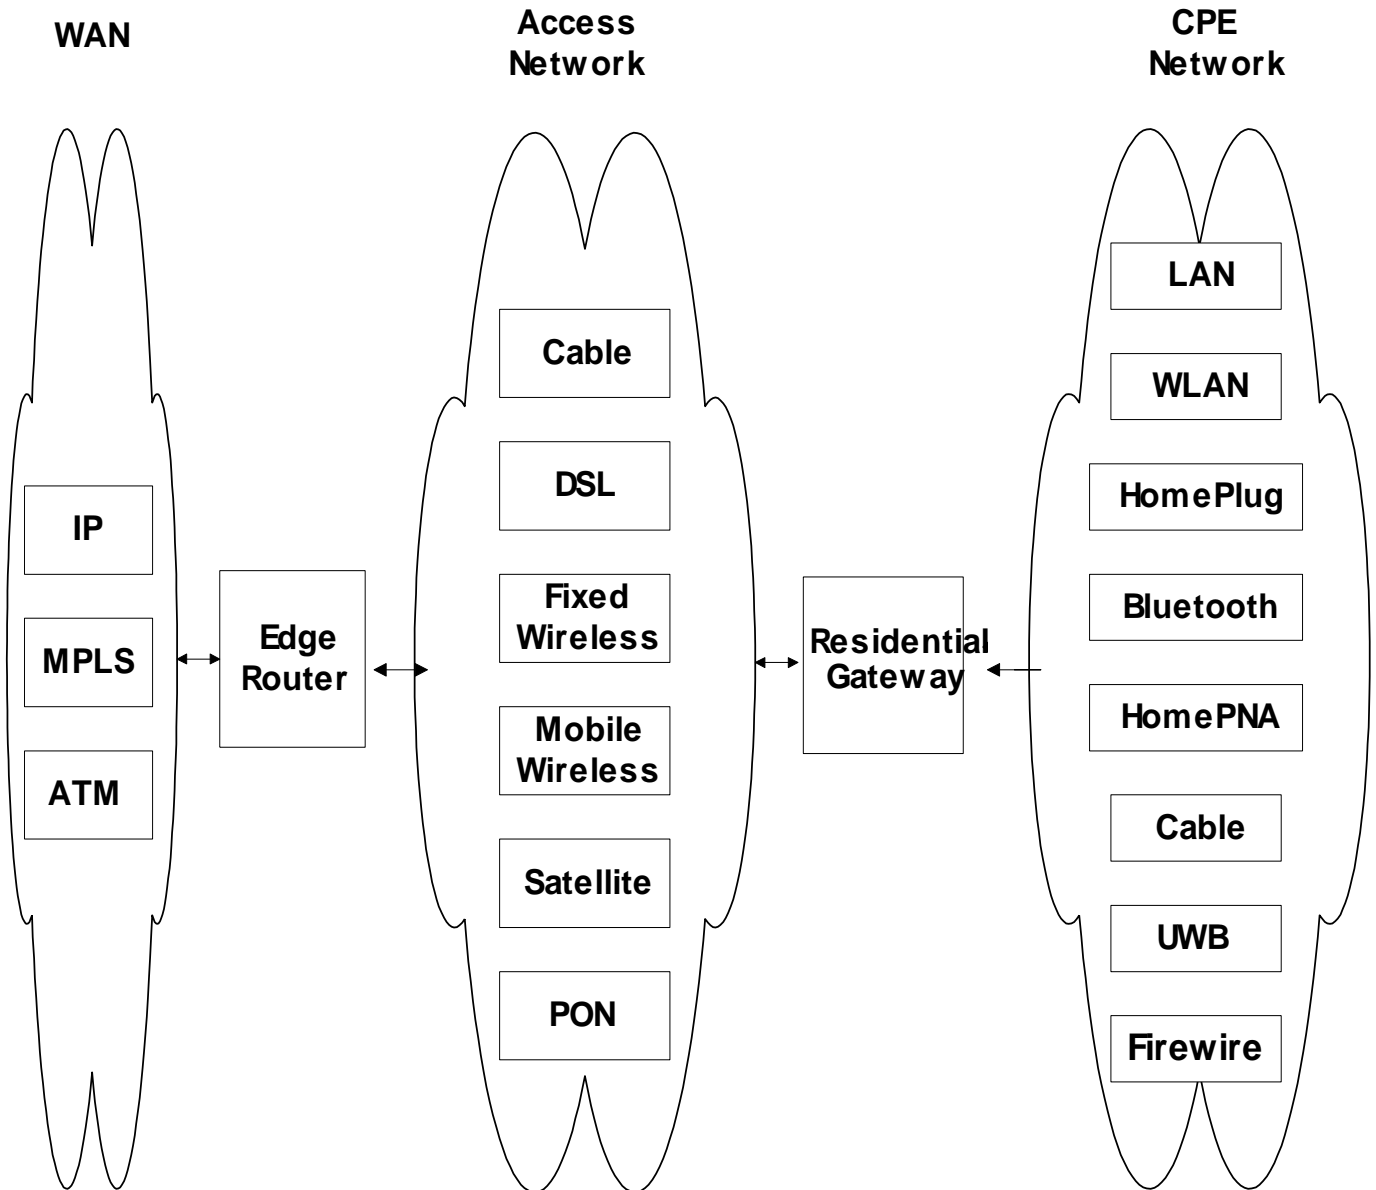 WAN
Access
Network
CPE
Network
IP
MPLS
ATM
Edge
Router
Cable
DSL
Fixed
Wireless
Mobile
Wireless
Satellite
PON
Residential
Gateway
LAN
WLAN
HomePlug
Bluetooth
HomePNA
Cable
UWB
Firewire